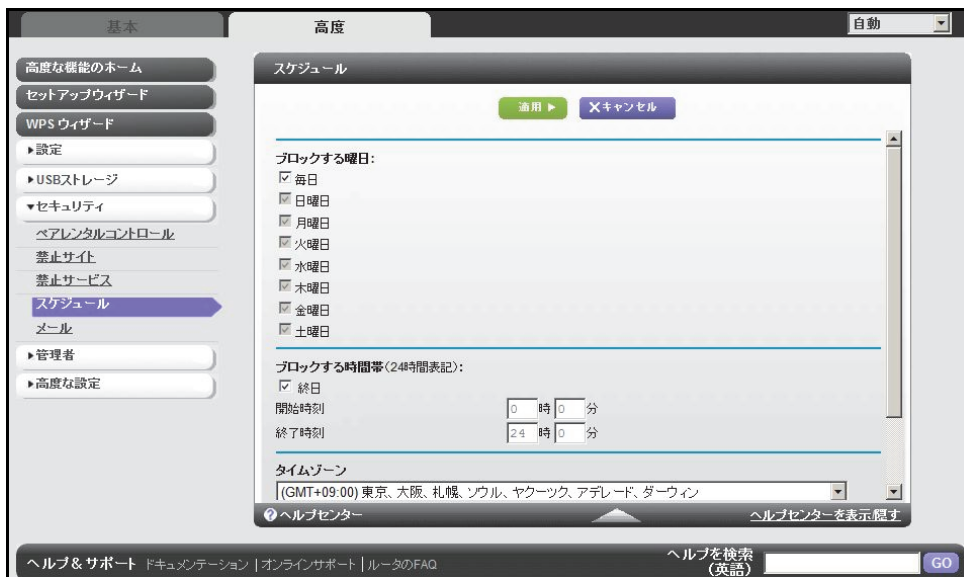 基本
高度
自動
高度な機能のホーム
セットアップウィザード
WPS ウィザード
▶設定
▶USBストレージ
▼セキュリティ
ペアレンタルコントロール
禁止サイト
禁止サービス
スケジュール
メール
▶管理者
▶高度な設定
スケジュール
適用 ▶
Xキャンセル
ブロックする曜日:
毎日
日曜日
月曜日
火曜日
水曜日
木曜日
金曜日
土曜日
ブロックする時間帯(24時間表記):
終日
開始時刻 0 時 0 分
終了時刻 24 時 0 分
タイムゾーン
(GMT+09:00) 東京、大阪、札幌、ソウル、ヤクーツク、アデレード、ダーウィン
? ヘルプセンター
ヘルプセンターを表示/隠す
ヘルプ & サポート ドキュメンテーション | オンラインサポート | ルータのFAQ
ヘルプを検索
(英語)
GO